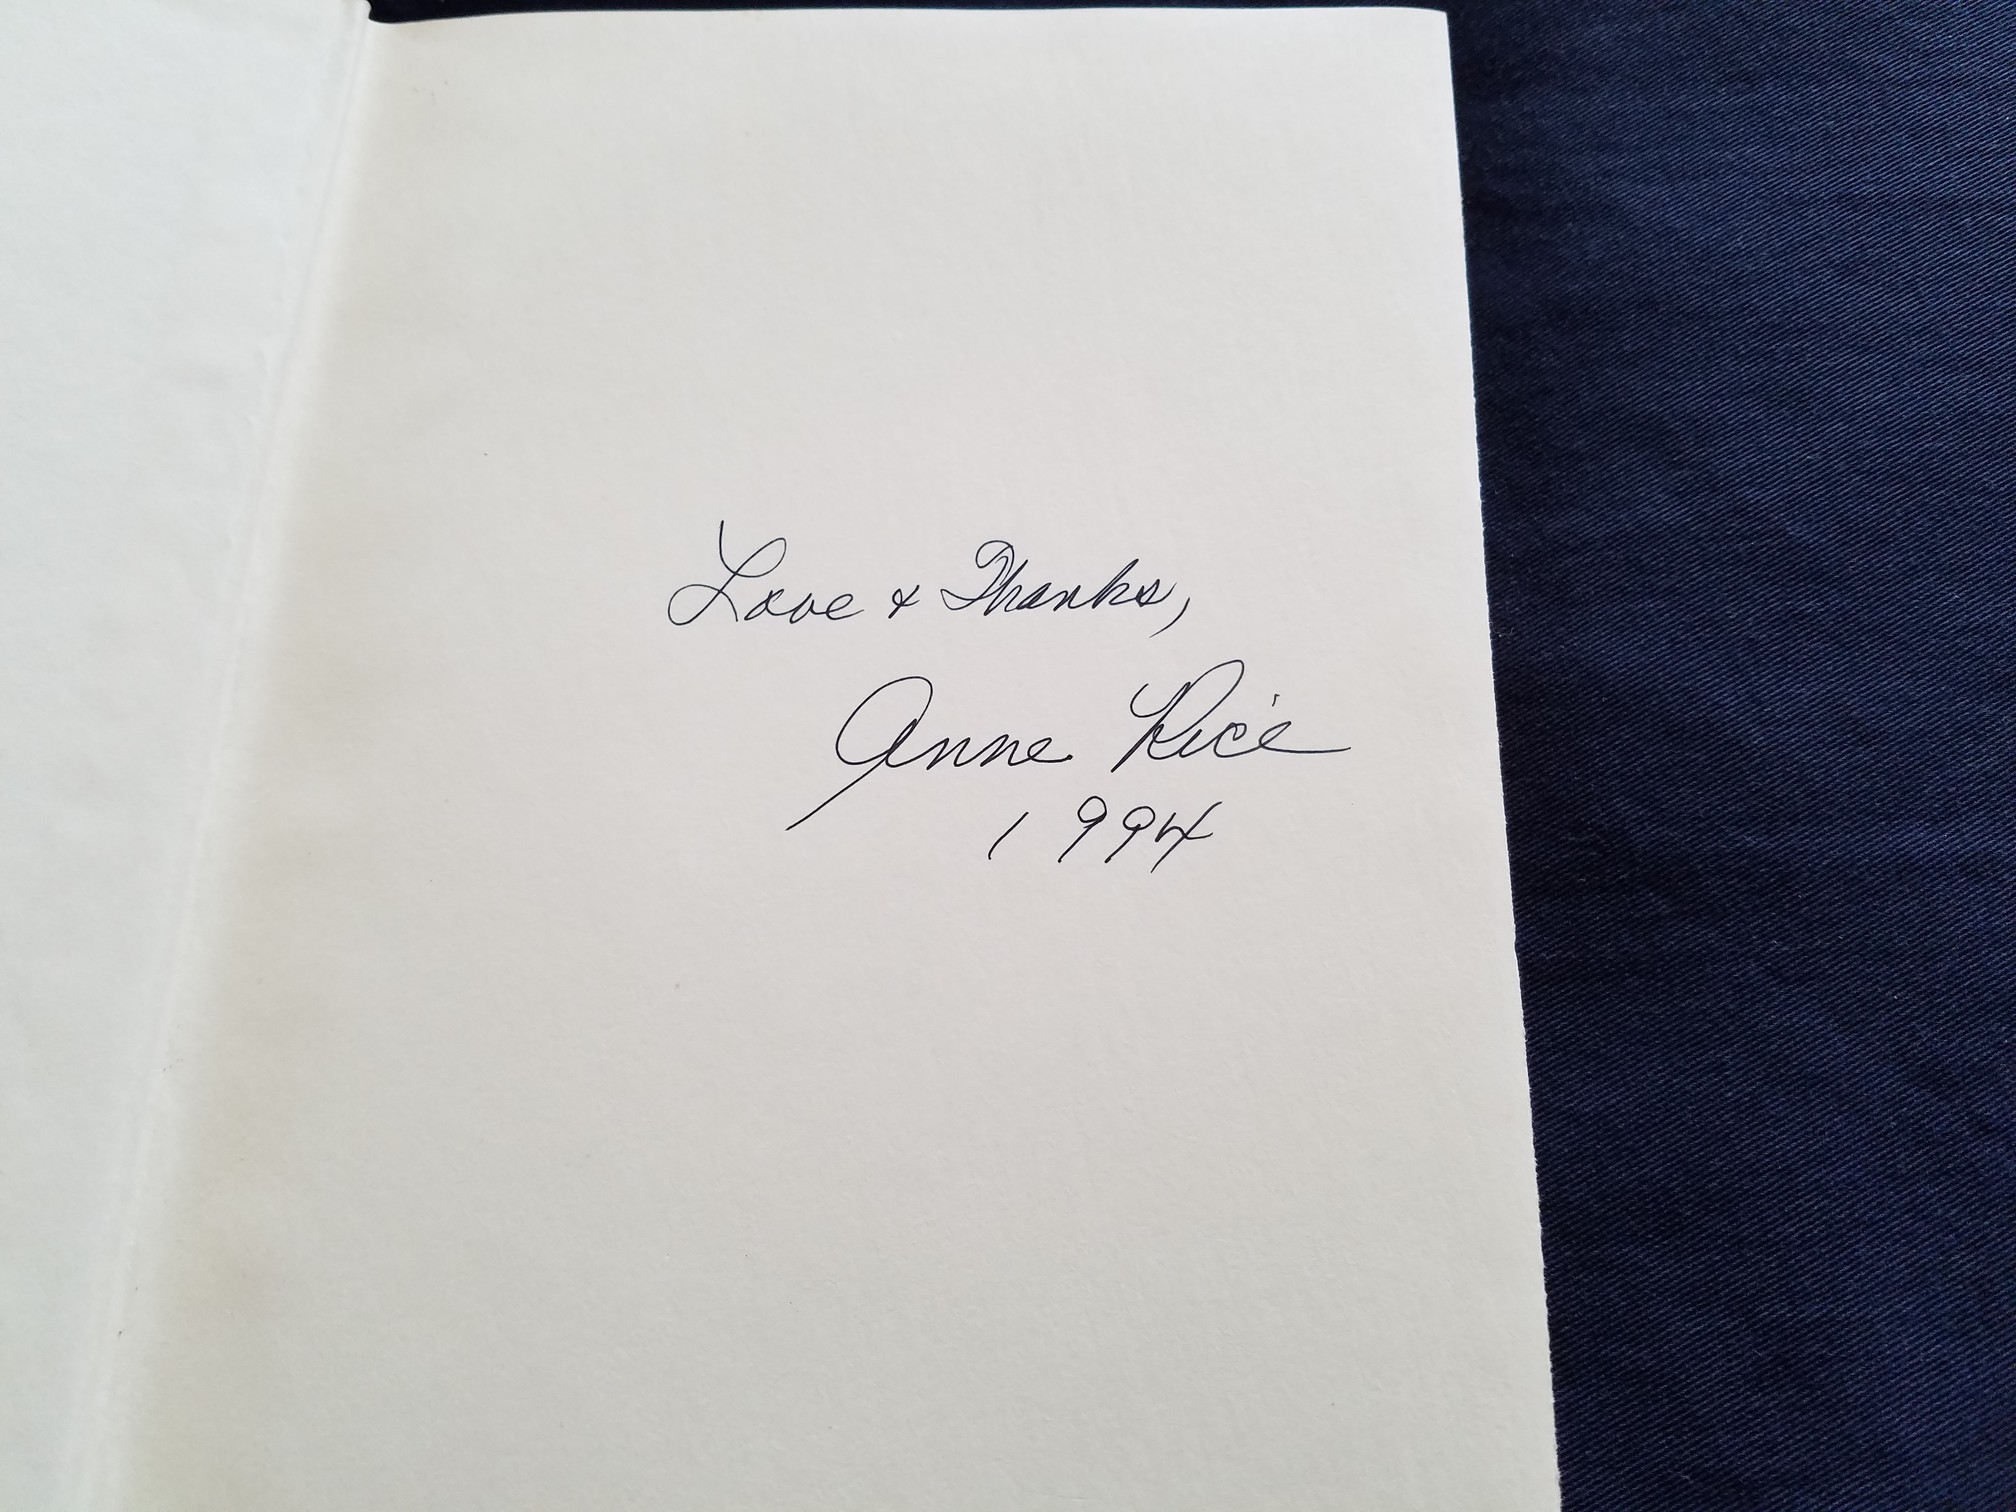 Love & Thanks,
Anne Rice
1994